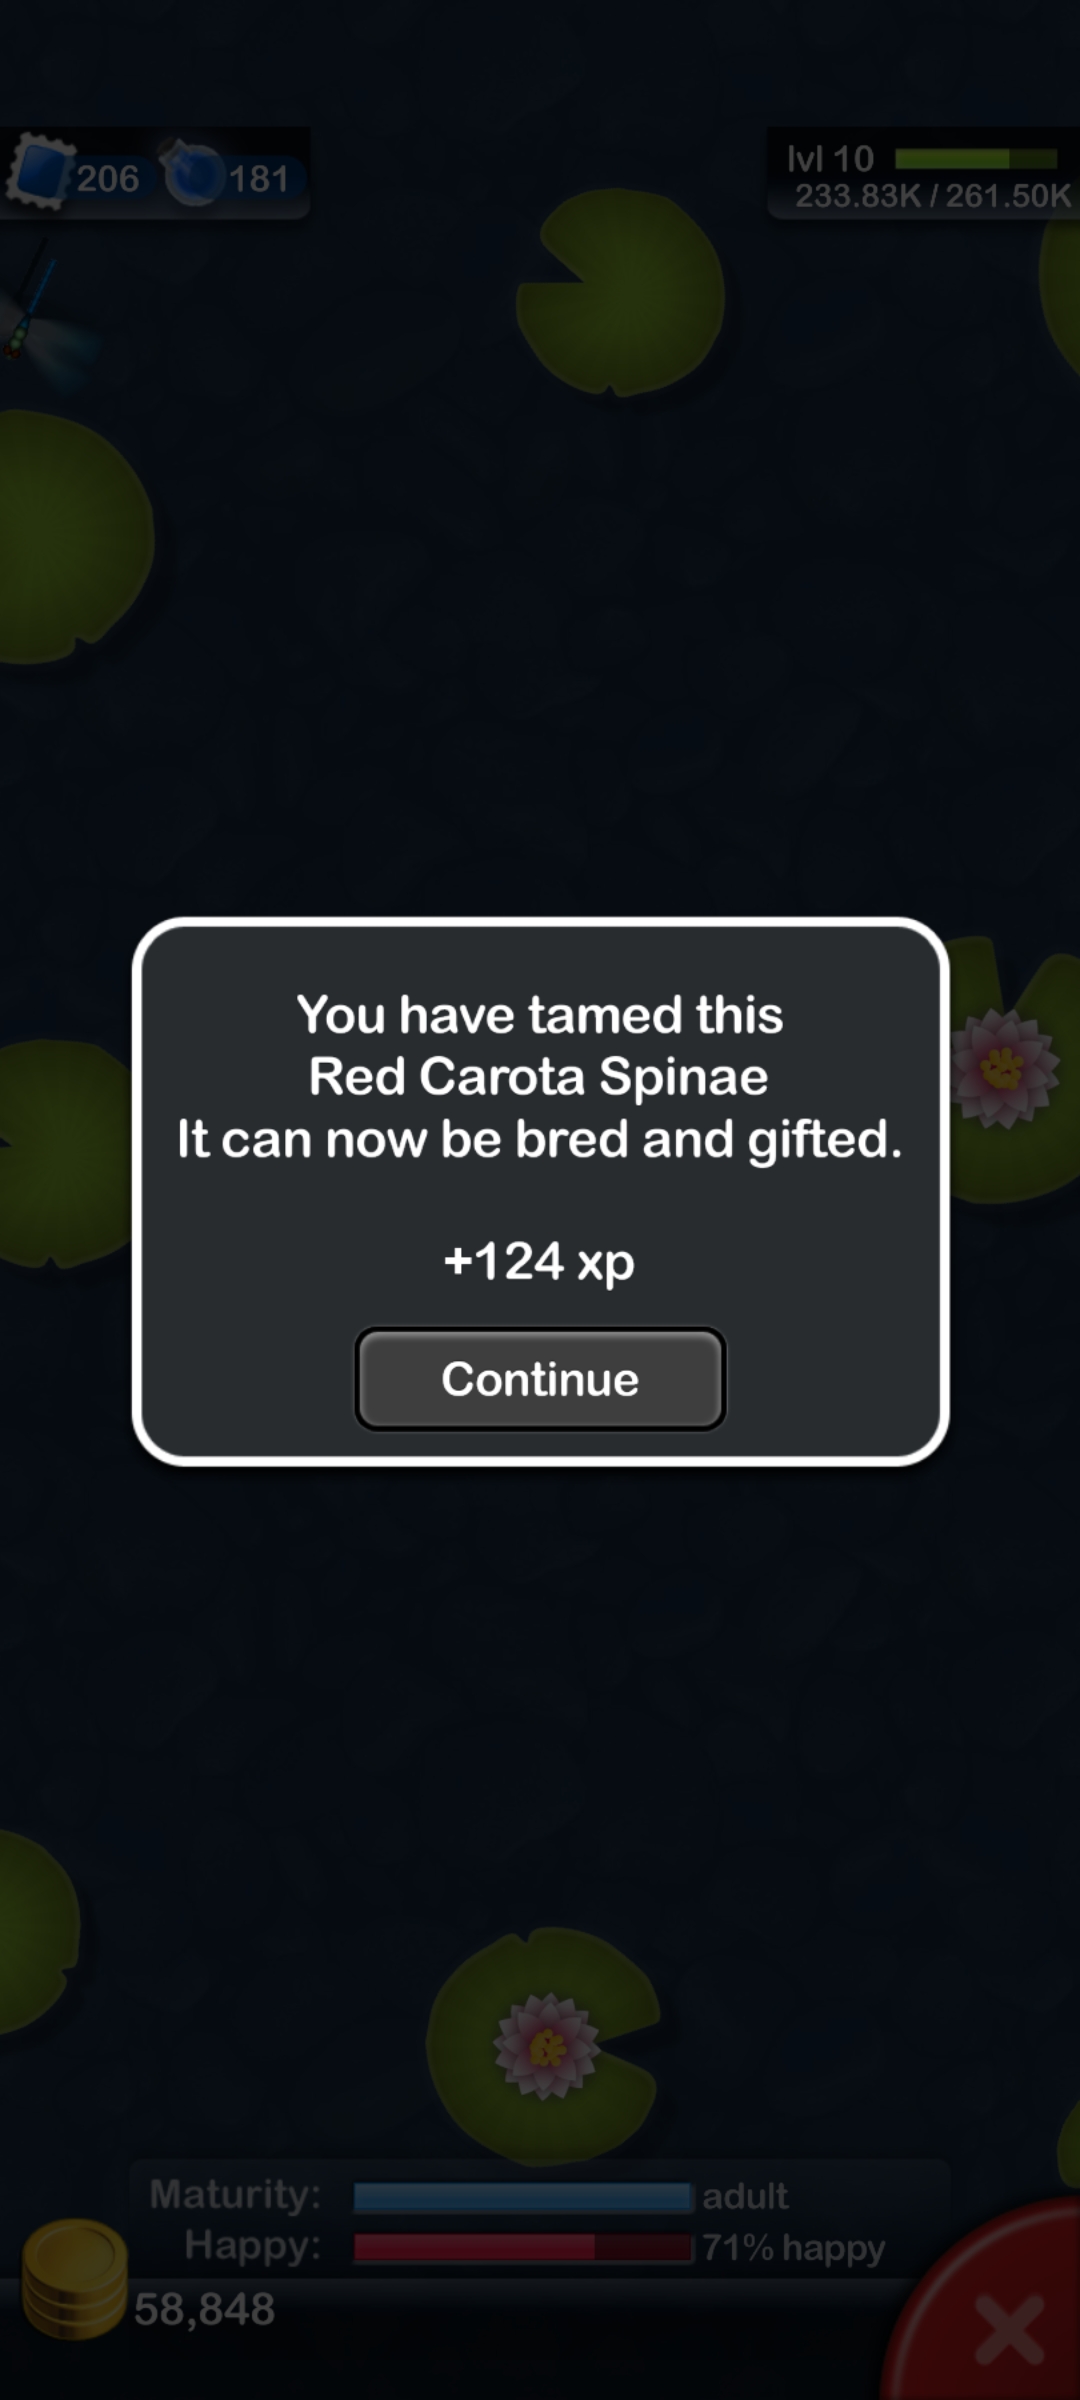 206 181
lvl 10
233.83K / 261.50K
You have tamed this
Red Carota Spinae
It can now be bred and gifted.
+124 xp
Continue
Maturity: adult
Happy: 71% happy
58,848